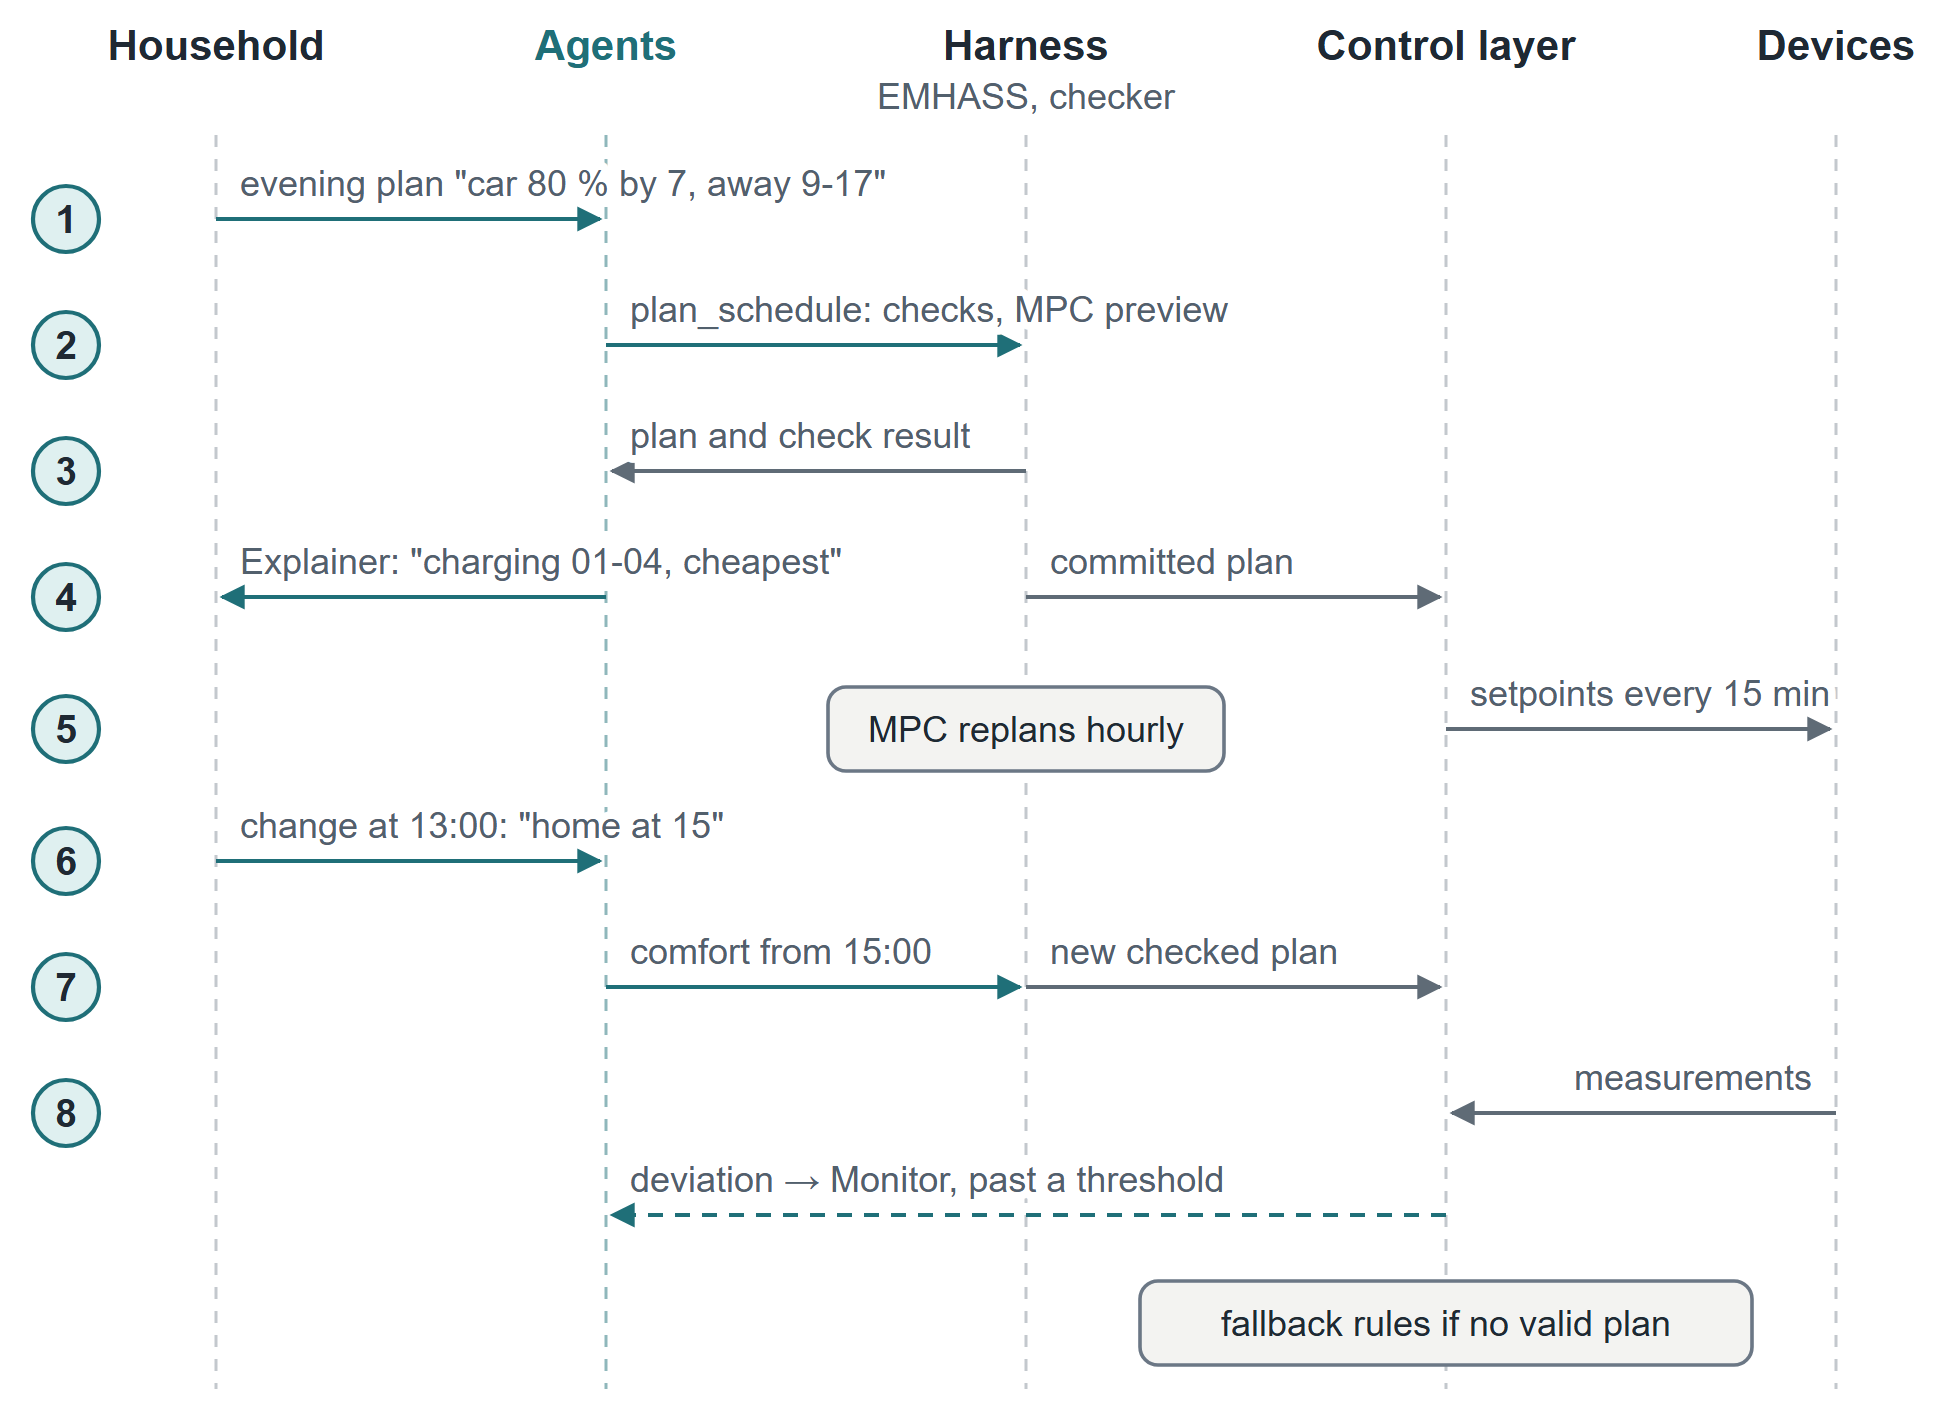 Household
Agents
Harness
Control layer
Devices
EMHASS, checker
1
evening plan "car 80 % by 7, away 9-17"
2
plan_schedule: checks, MPC preview
3
plan and check result
4
Explainer: "charging 01-04, cheapest"
committed plan
5
MPC replans hourly
setpoints every 15 min
6
change at 13:00: "home at 15"
7
comfort from 15:00
new checked plan
8
measurements
deviation → Monitor, past a threshold
fallback rules if no valid plan